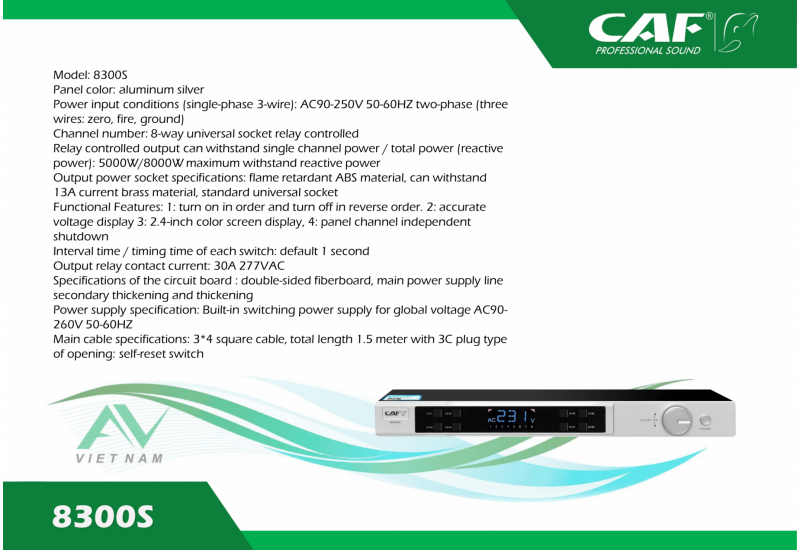 CAF®
PROFESSIONAL SOUND
Model: 8300S
Panel color: aluminum silver
Power input conditions (single-phase 3-wire): AC90-250V 50-60HZ two-phase (three
wires: zero, fire, ground)
Channel number: 8-way universal socket relay controlled
Relay controlled output can withstand single channel power / total power (reactive
power): 5000W/8000W maximum withstand reactive power
Output power socket specifications: flame retardant ABS material, can withstand
13A current brass material, standard universal socket
Functional Features: 1: turn on in order and turn off in reverse order. 2: accurate
voltage display 3: 2.4-inch color screen display, 4: panel channel independent
shutdown
Interval time / timing time of each switch: default 1 second
Output relay contact current: 30A 277VAC
Specifications of the circuit board : double-sided fiberboard, main power supply line
secondary thickening and thickening
Power supply specification: Built-in switching power supply for global voltage AC90-
260V 50-60HZ
Main cable specifications: 3*4 square cable, total length 1.5 meter with 3C plug type
of opening: self-reset switch
AV
VIET NAM
CAF
AC 231 V
8300S